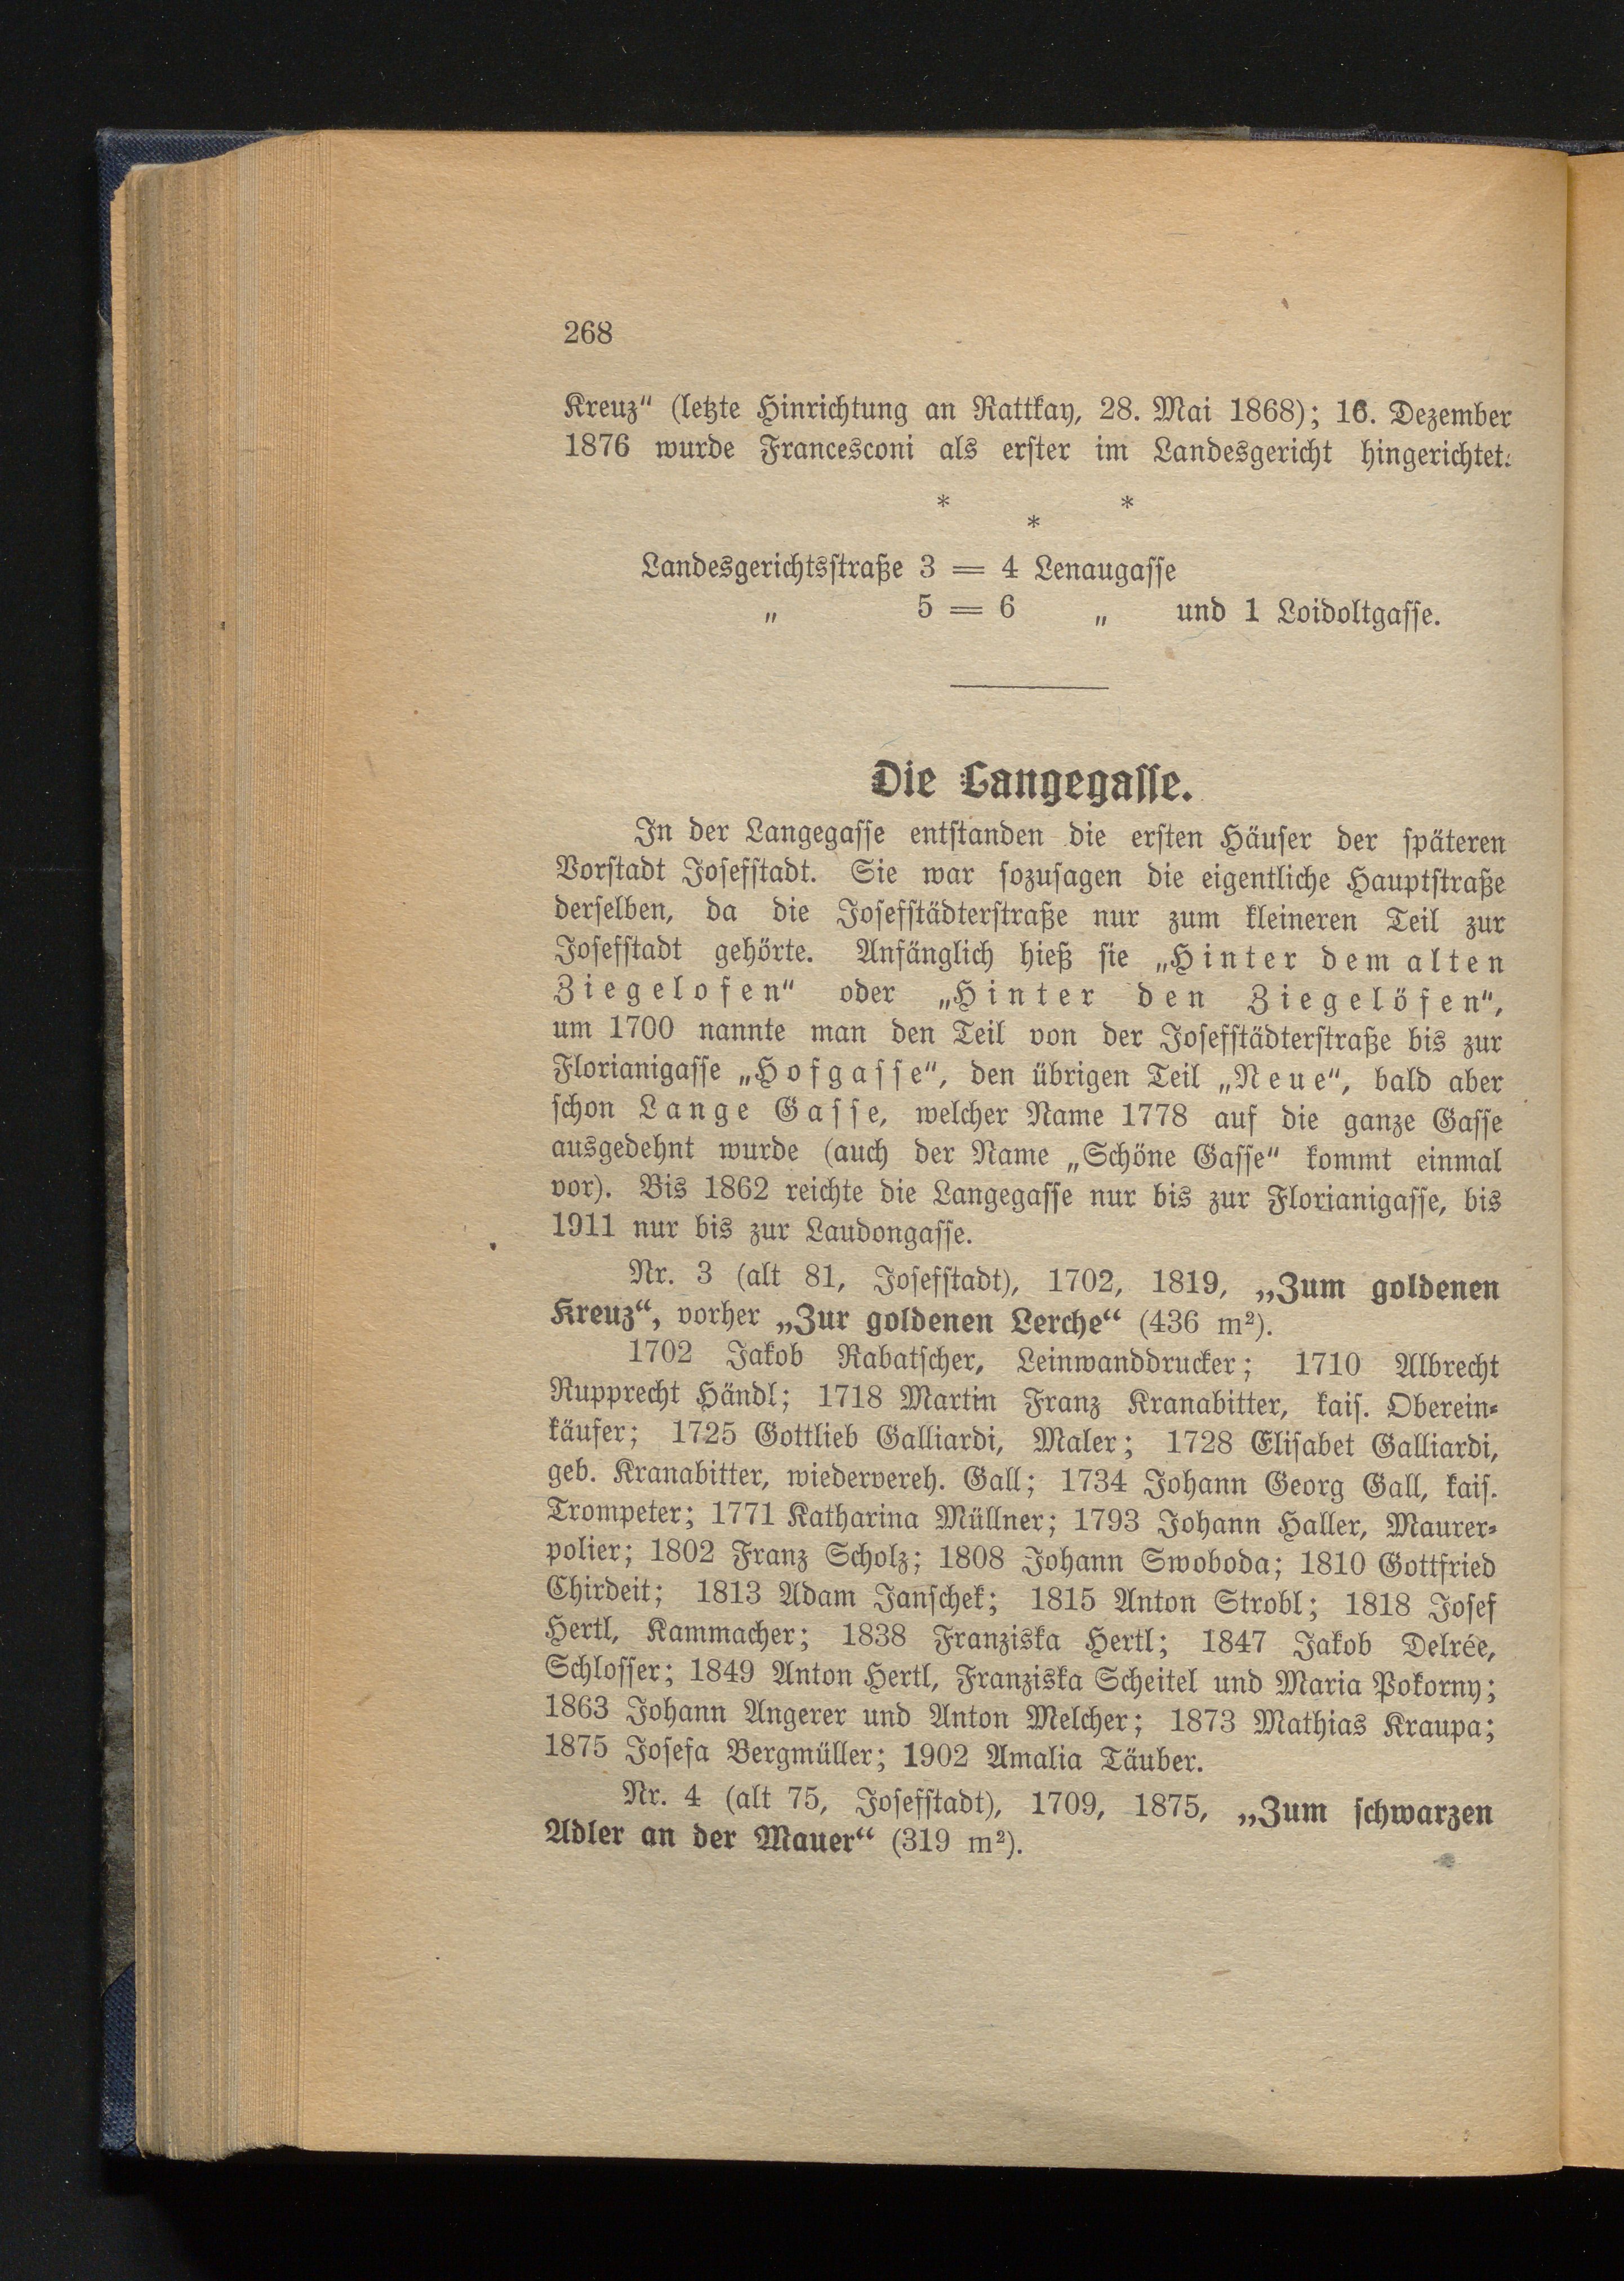 268
Kreuz“ (letzte Hinrichtung an Rattkay, 28. Mai 1868); 16. Dezember
1876 wurde Francesconi als erster im Landesgericht hingerichtet.
* *
*
Landesgerichtsstraße 3 = 4 Lenaugasse
„ 5 = 6 „ und 1 Loidoltgasse.
Die Langegasse.
In der Langegasse entstanden die ersten Häuser der späteren
Vorstadt Josefstadt. Sie war sozusagen die eigentliche Hauptstraße
derselben, da die Josefstädterstraße nur zum kleineren Teil zur
Josefstadt gehörte. Anfänglich hieß sie „Hinter dem alten
Ziegelofen“ oder „Hinter den Ziegelöfen“,
um 1700 nannte man den Teil von der Josefstädterstraße bis zur
Florianigasse „Hofgasse“, den übrigen Teil „Neue“, bald aber
schon Lange Gasse, welcher Name 1778 auf die ganze Gasse
ausgedehnt wurde (auch der Name „Schöne Gasse“ kommt einmal
vor). Bis 1862 reichte die Langegasse nur bis zur Florianigasse, bis
1911 nur bis zur Laudongasse.
Nr. 3 (alt 81, Josefstadt), 1702, 1819, „Zum goldenen
Kreuz“, vorher „Zur goldenen Lerche“ (436 m²).
1702 Jakob Rabatscher, Leinwanddrucker; 1710 Albrecht
Rupprecht Händl; 1718 Martin Franz Kranabitter, kais. Oberein-
käufer; 1725 Gottlieb Galliardi, Maler; 1728 Elisabet Galliardi,
geb. Kranabitter, wiedervereh. Gall; 1734 Johann Georg Gall, kais.
Trompeter; 1771 Katharina Müllner; 1793 Johann Haller, Maurer-
polier; 1802 Franz Scholz; 1808 Johann Swoboda; 1810 Gottfried
Chirdeit; 1813 Adam Janschek; 1815 Anton Strobl; 1818 Josef
Hertl, Kammacher; 1838 Franziska Hertl; 1847 Jakob Delrée,
Schlosser; 1849 Anton Hertl, Franziska Scheitel und Maria Pokorny;
1863 Johann Angerer und Anton Melcher; 1873 Mathias Kraupa;
1875 Josefa Bergmüller; 1902 Amalia Täuber.
Nr. 4 (alt 75, Josefstadt), 1709, 1875, „Zum schwarzen
Adler an der Mauer“ (319 m²).